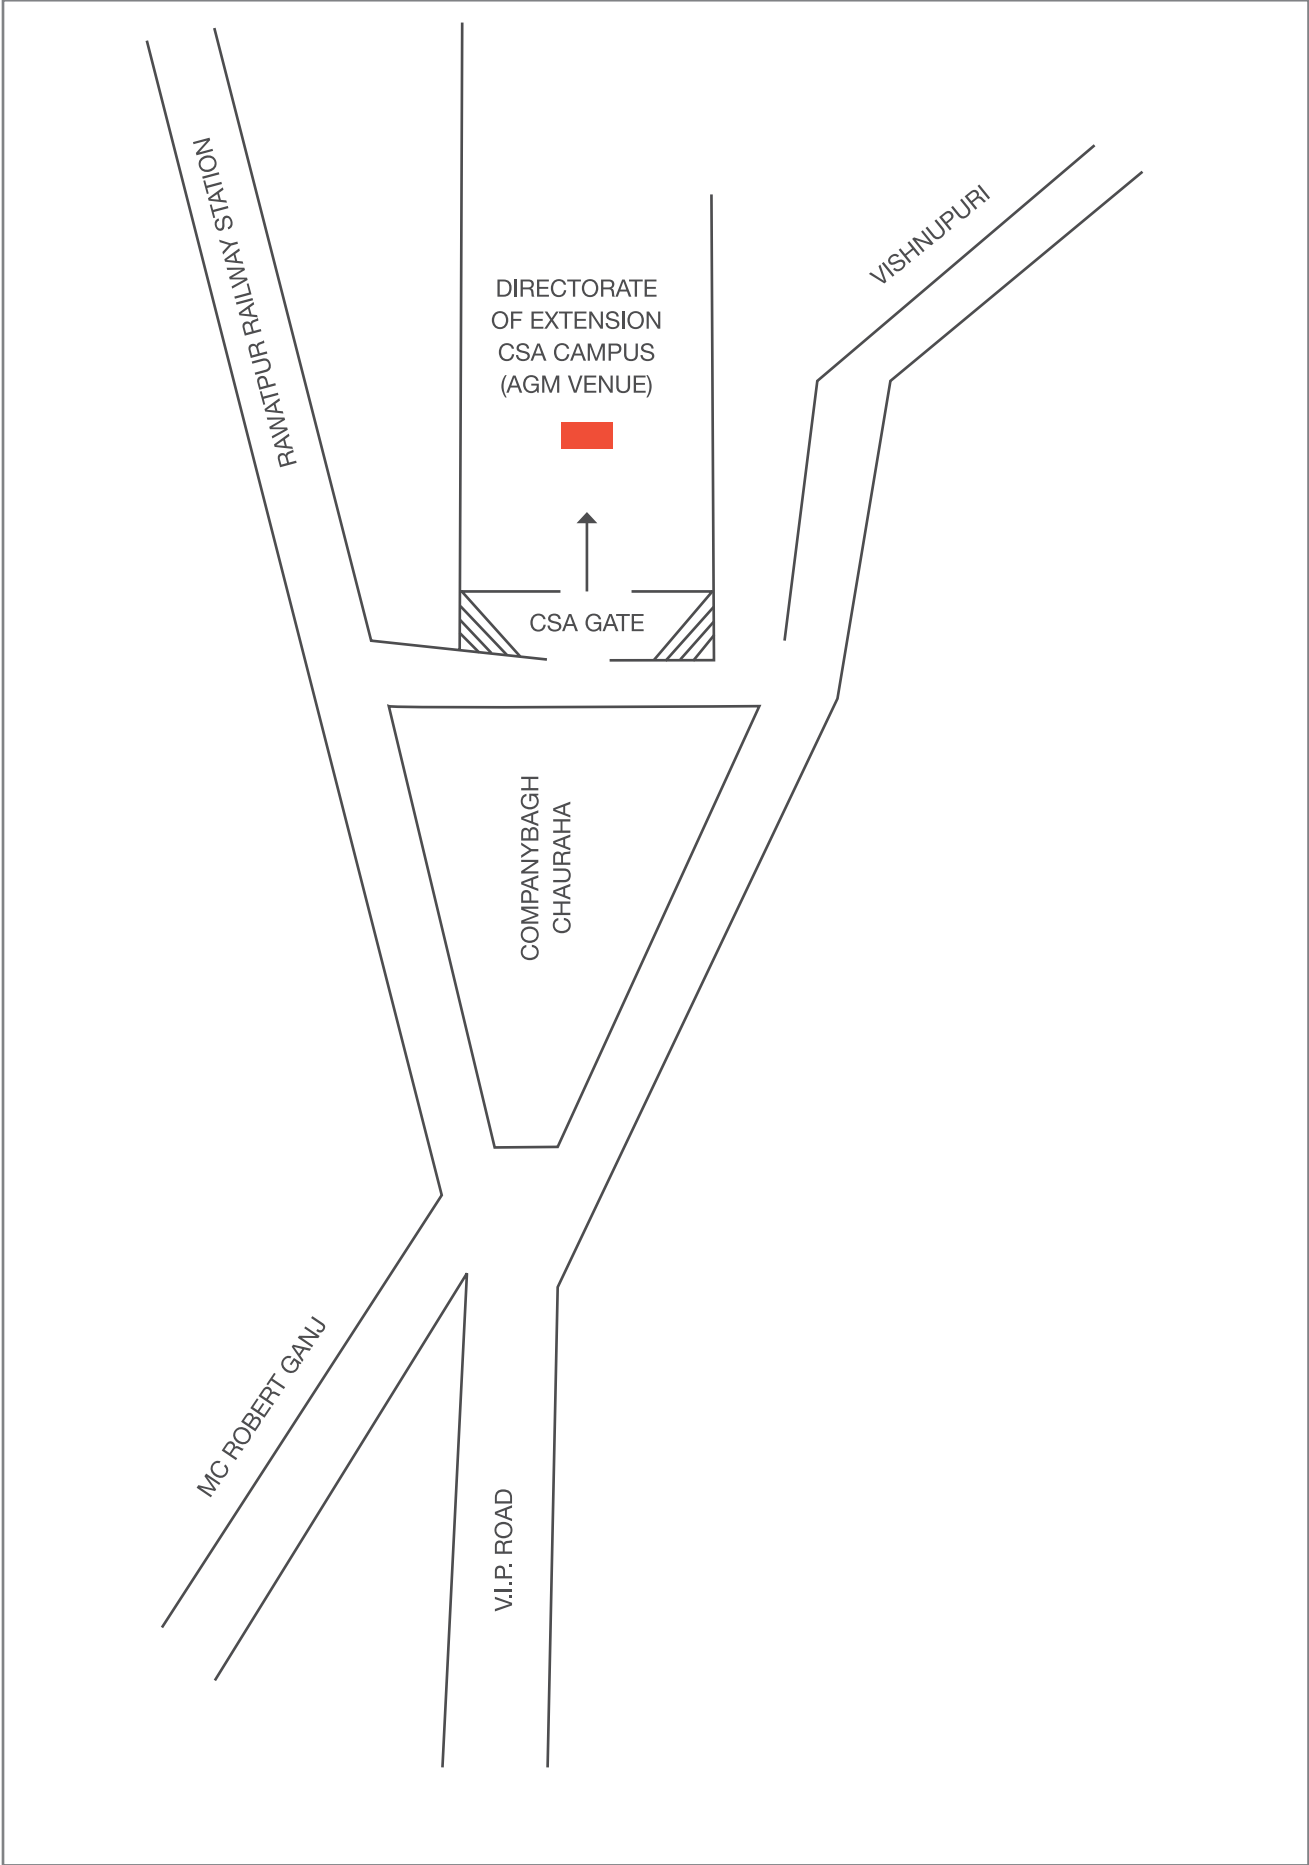 RAWATPUR RAILWAY STATION
VISHNUPURI
DIRECTORATE
OF EXTENSION
CSA CAMPUS
(AGM VENUE)
CSA GATE
COMPANYBAGH
CHAURAHA
MC ROBERT GANJ
V.I.P. ROAD